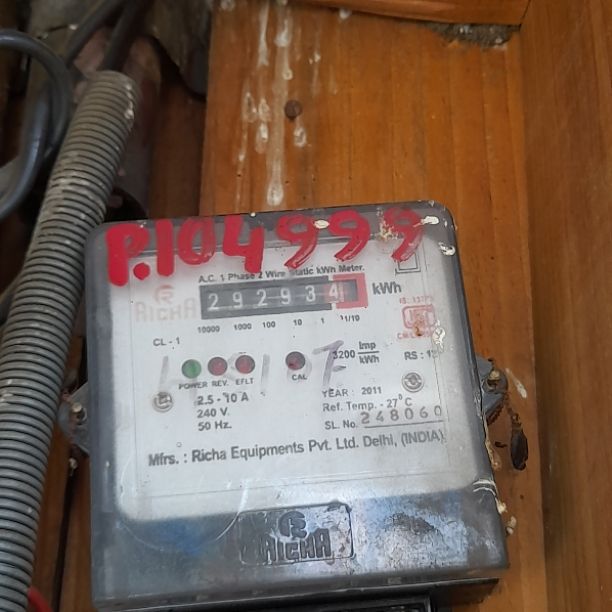 P.104999
A.C. 1 Phase 2 Wire Static kWh Meter.
RICHA 292934 kWh
10000 1000 100 10 1 1/10
CL - 1
3200 Imp/kWh
POWER REV. EFLT CAL
2.5 - 10 A
240 V.
50 Hz.
YEAR : 2011
Ref. Temp. - 27°C
SL. No. 248060
Mfrs. : Richa Equipments Pvt. Ltd. Delhi, (INDIA)
RICHA